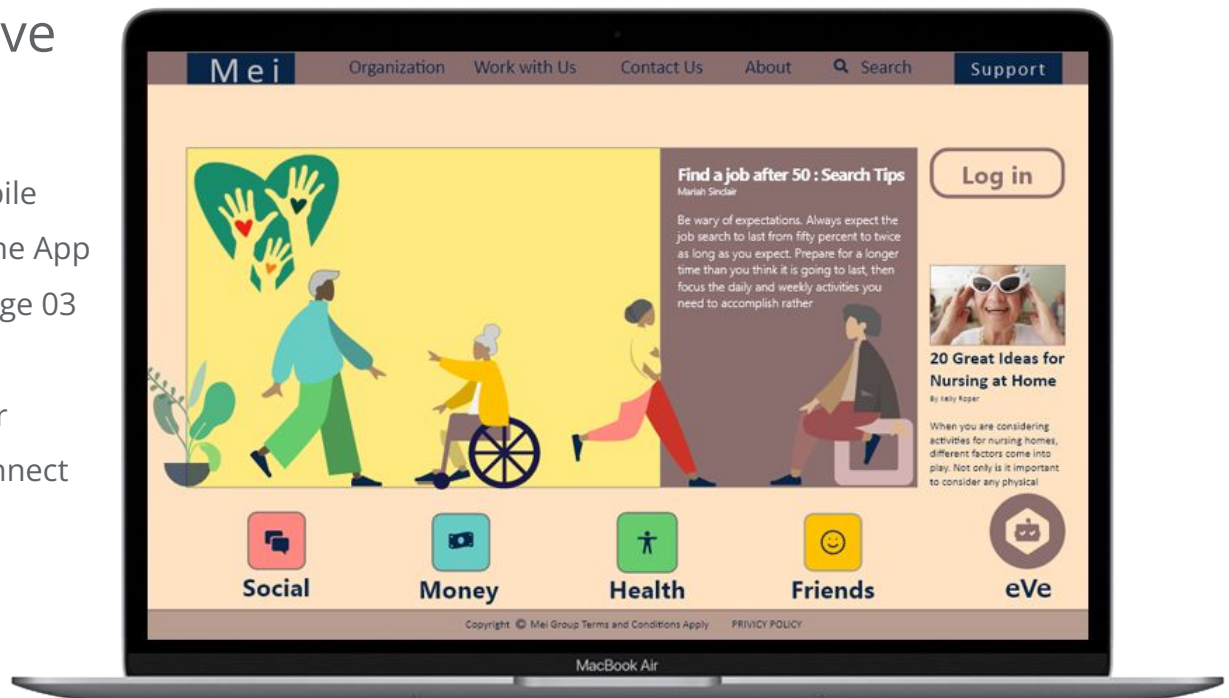 ve
bile
ne App
ge 03
r
nnect
Mei
Organization
Work with Us
Contact Us
About
Search
Support
Find a job after 50 : Search Tips
Mariah Sinclair
Be wary of expectations. Always expect the
job search to last from fifty percent to twice
as long as you expect. Prepare for a longer
time than you think it is going to last, then
focus the daily and weekly activities you
need to accomplish rather
Log in
20 Great Ideas for
Nursing at Home
By Kelly Roper
When you are considering
activities for nursing homes,
different factors come into
play. Not only is it important
to consider any physical
Social
Money
Health
Friends
eVe
Copyright © Mei Group Terms and Conditions Apply
PRIVICY POLICY
MacBook Air